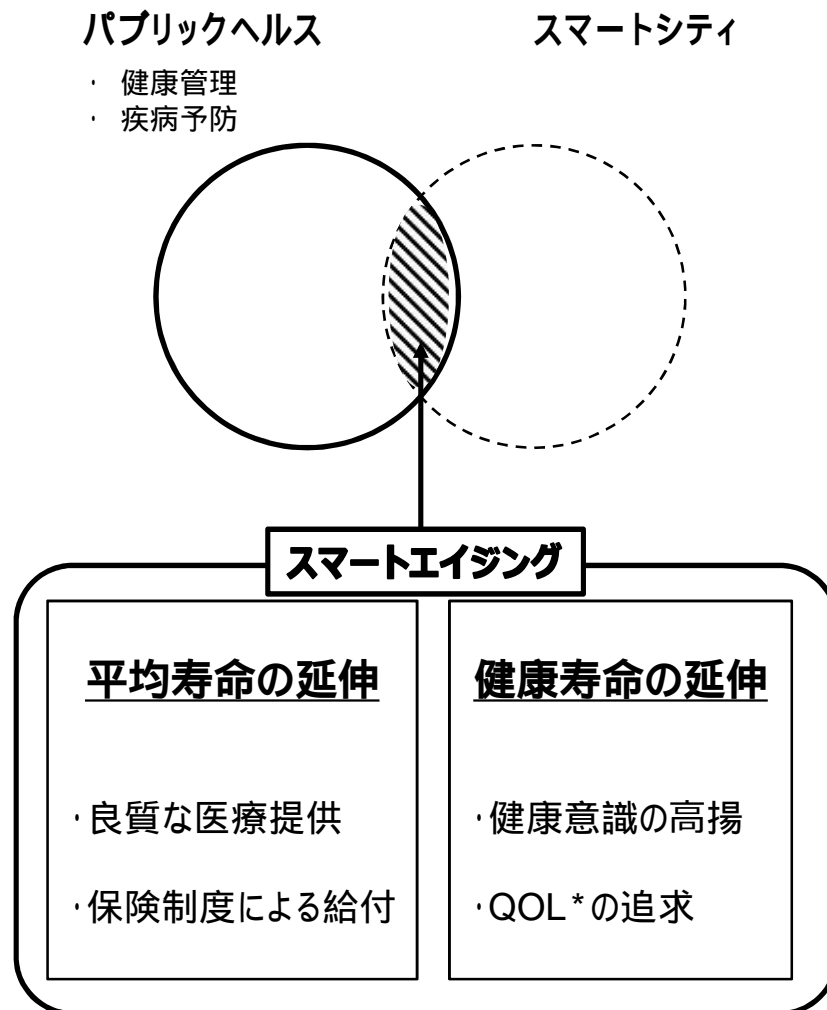 パブリックヘルス
スマートシティ
· 健康管理
· 疾病予防
スマートエイジング
平均寿命の延伸
·良質な医療提供
·保険制度による給付
健康寿命の延伸
·健康意識の高揚
·QOL*の追求